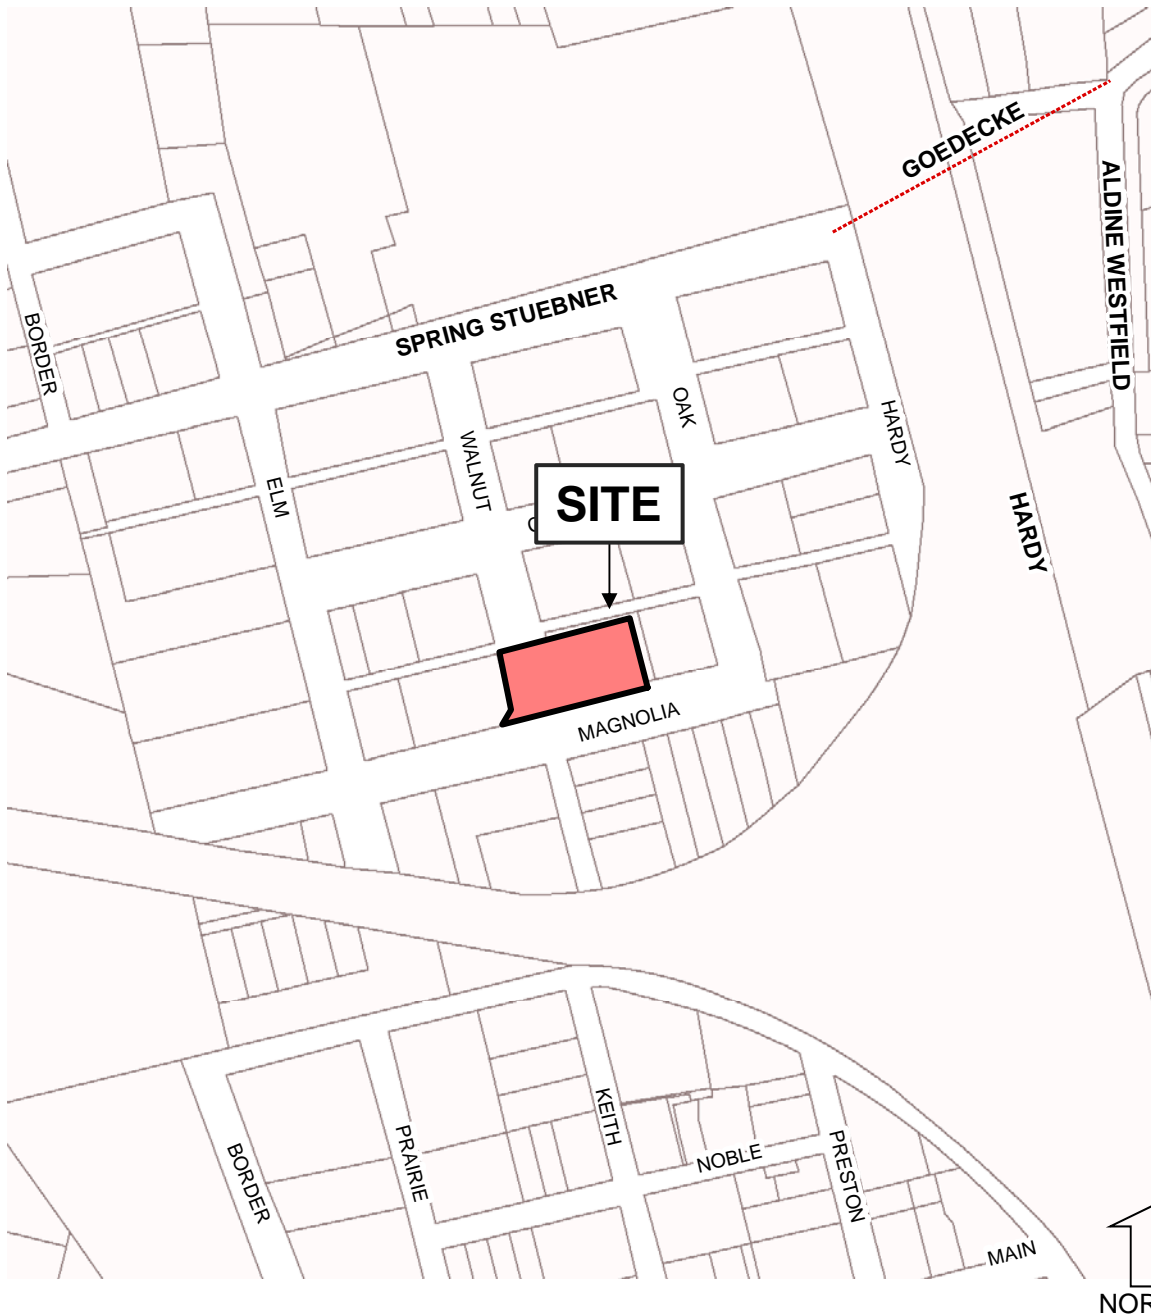 GOEDECKE
ALDINE WESTFIELD
SPRING STUEBNER
BORDER
OAK
HARDY
WALNUT
SITE
ELM
HARDY
MAGNOLIA
KEITH
PRAIRIE
BORDER
NOBLE
PRESTON
MAIN
NOR